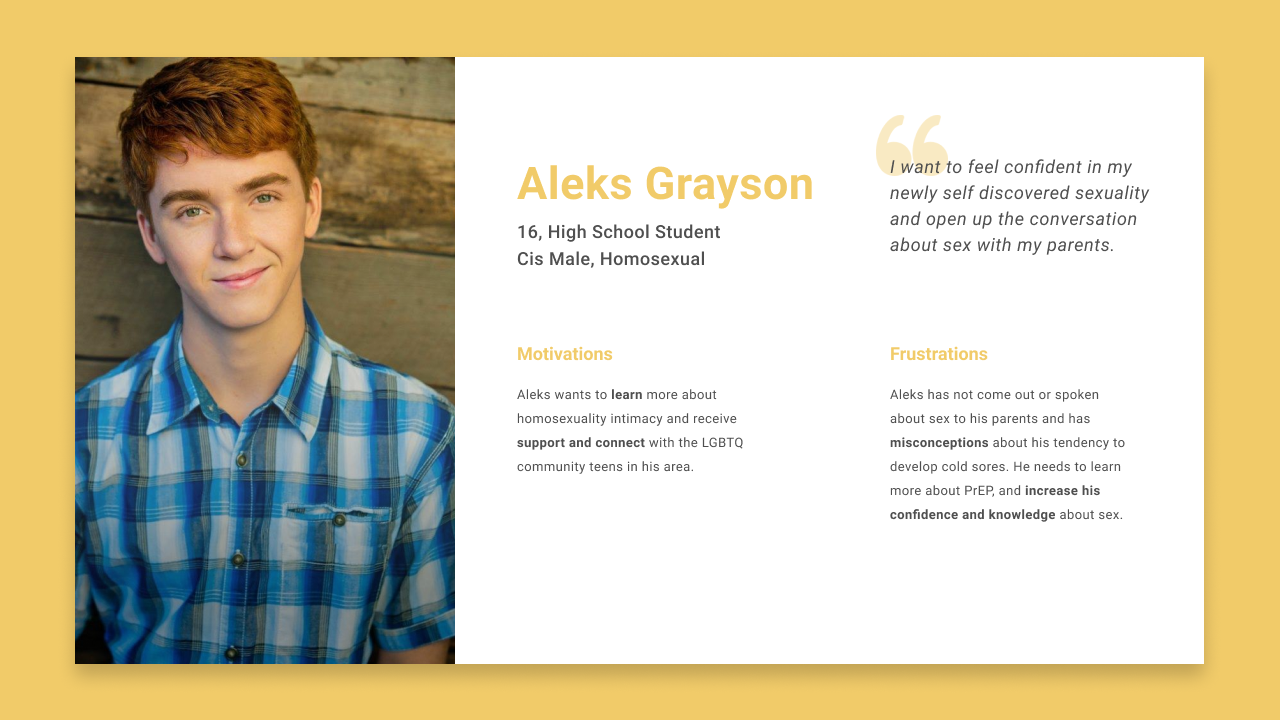 Aleks Grayson
16, High School Student
Cis Male, Homosexual
“
I want to feel confident in my
newly self discovered sexuality
and open up the conversation
about sex with my parents.
Motivations
Aleks wants to learn more about
homosexuality intimacy and receive
support and connect with the LGBTQ
community teens in his area.
Frustrations
Aleks has not come out or spoken
about sex to his parents and has
misconceptions about his tendency to
develop cold sores. He needs to learn
more about PrEP, and increase his
confidence and knowledge about sex.